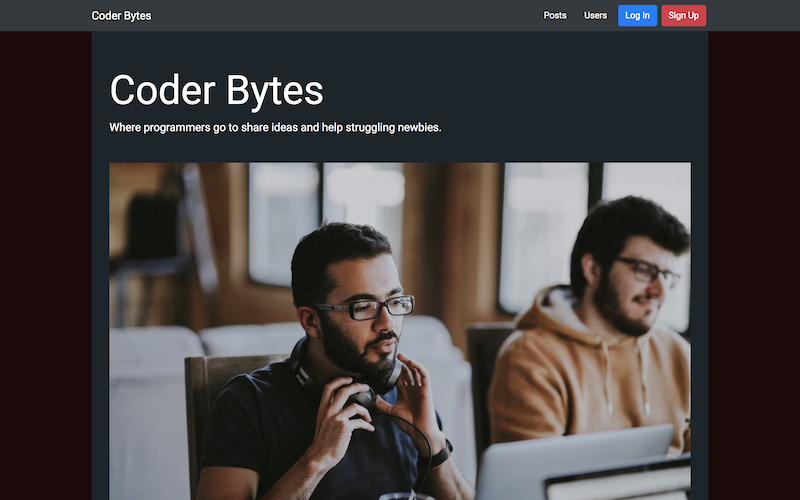 Coder Bytes
Posts
Users
Log In
Sign Up
Coder Bytes
Where programmers go to share ideas and help struggling newbies.